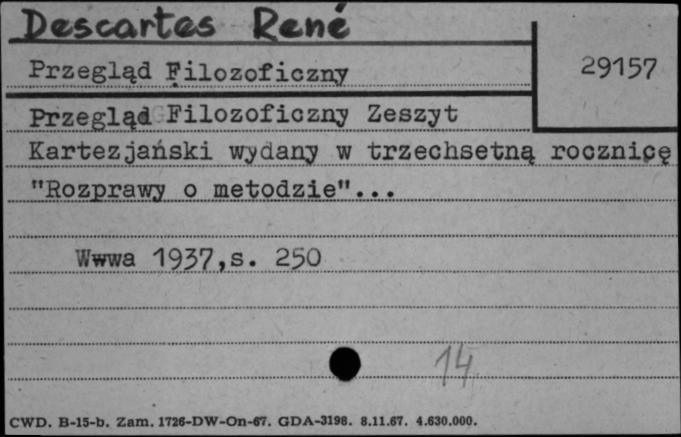 Descartes René
Przegląd Filozoficzny
29157
Przegląd Filozoficzny Zeszyt
Kartezjański wydany w trzechsetną rocznicę
"Rozprawy o metodzie"...
Wwwa 1937,s. 250
14
CWD. B-15-b. Zam. 1726-DW-On-67. GDA-3198. 8.11.67. 4.630.000.